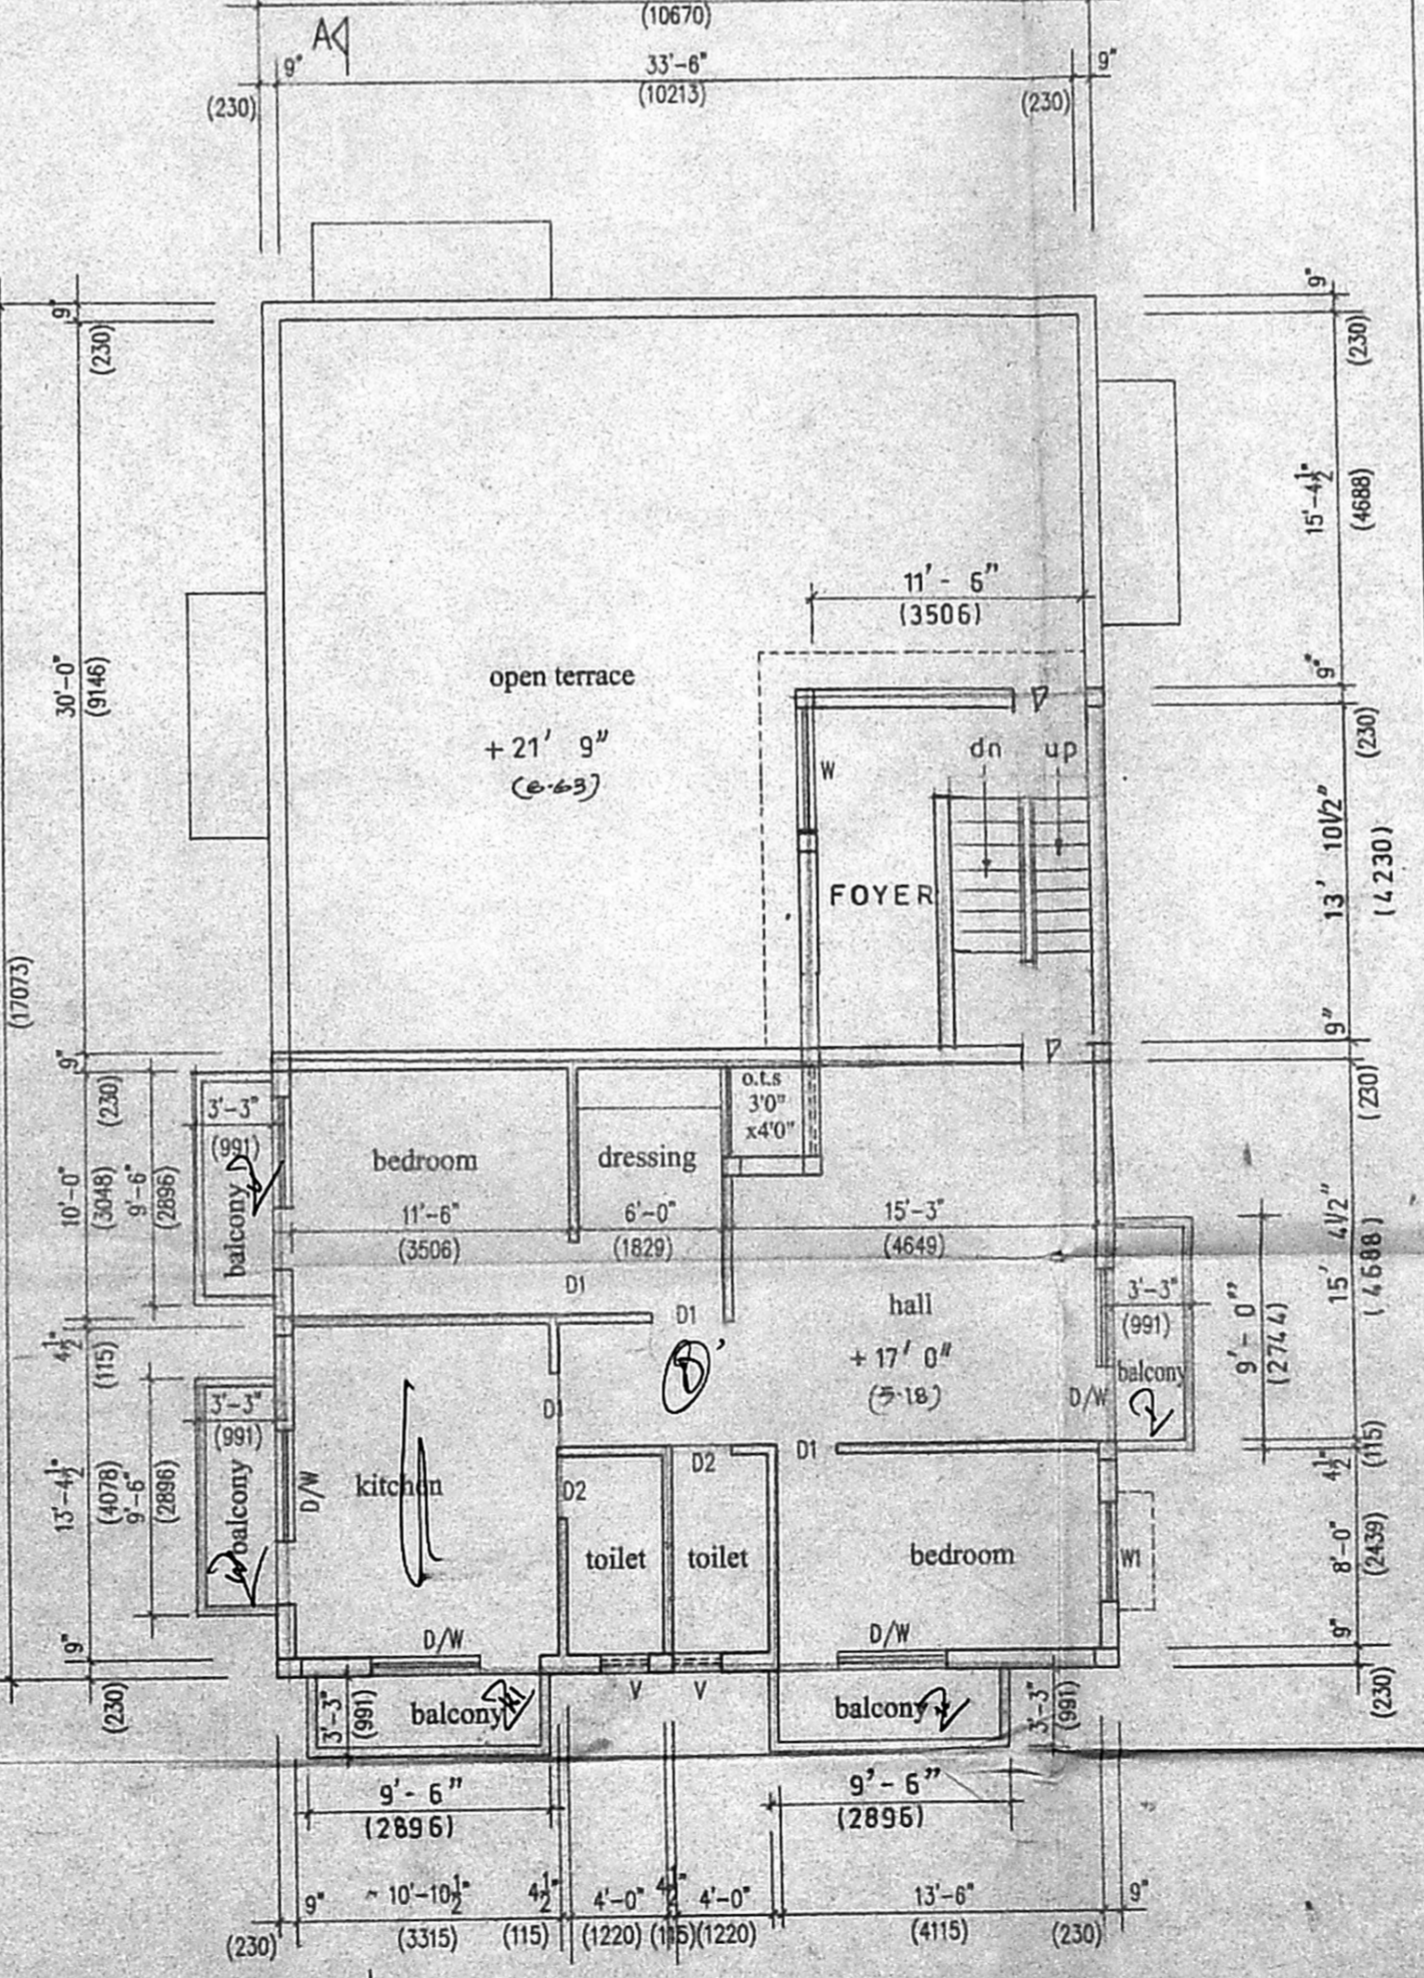 (10670)
A
9"
33'-6"
9"
(230)
(10213)
(230)
9"
9"
(230)
(230)
15'-4½"
(4688)
11'- 6”
(3506)
30'-0"
(9146)
open terrace
+ 21' 9”
(6·63)
9"
(230)
dn
up
W
13' 10½”
(4230)
FOYER
(17073)
9"
9”
(230)
(230)
o.t.s
3'0"
x4'0"
3'-3"
(991)
balcony
10'-0"
(3048)
9'-6"
(2896)
bedroom
dressing
11'-6"
(3506)
6'-0"
(1829)
15'-3"
(4649)
15' 4½”
(4688)
D1
D1
hall
+ 17' 0"
(5·18)
3'-3"
(991)
balcony
9'- 0”
(2744)
4½"
(115)
8'
D1
D/W
3'-3"
(991)
balcony
13'-4½"
(4078)
9'-6"
(2896)
D/W
kitchen
D2
D2
D1
4½"
(115)
toilet
toilet
bedroom
W1
8'-0"
(2439)
9"
(230)
D/W
D/W
9"
(230)
V
V
3'-3"
(991)
balcony
balcony
3'-3"
(991)
9'- 6”
(2896)
9'- 6”
(2896)
9"
10'-10½"
4½"
4'-0"
4½"
4'-0"
13'-6"
9"
(230)
(3315)
(115)
(1220)
(115)
(1220)
(4115)
(230)